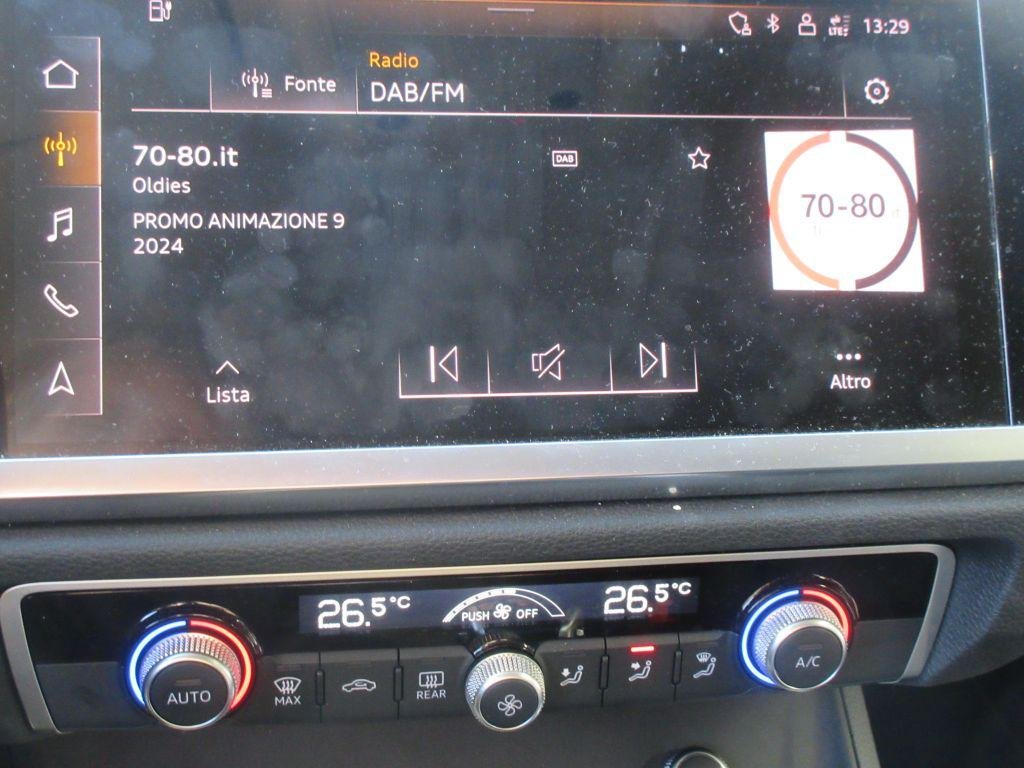 LTE
13:29
Fonte
Radio
DAB/FM
70-80.it
Oldies
PROMO ANIMAZIONE 9
2024
DAB
70-80
Lista
Altro
26.5°C
PUSH OFF
26.5°C
AUTO
MAX
REAR
A/C